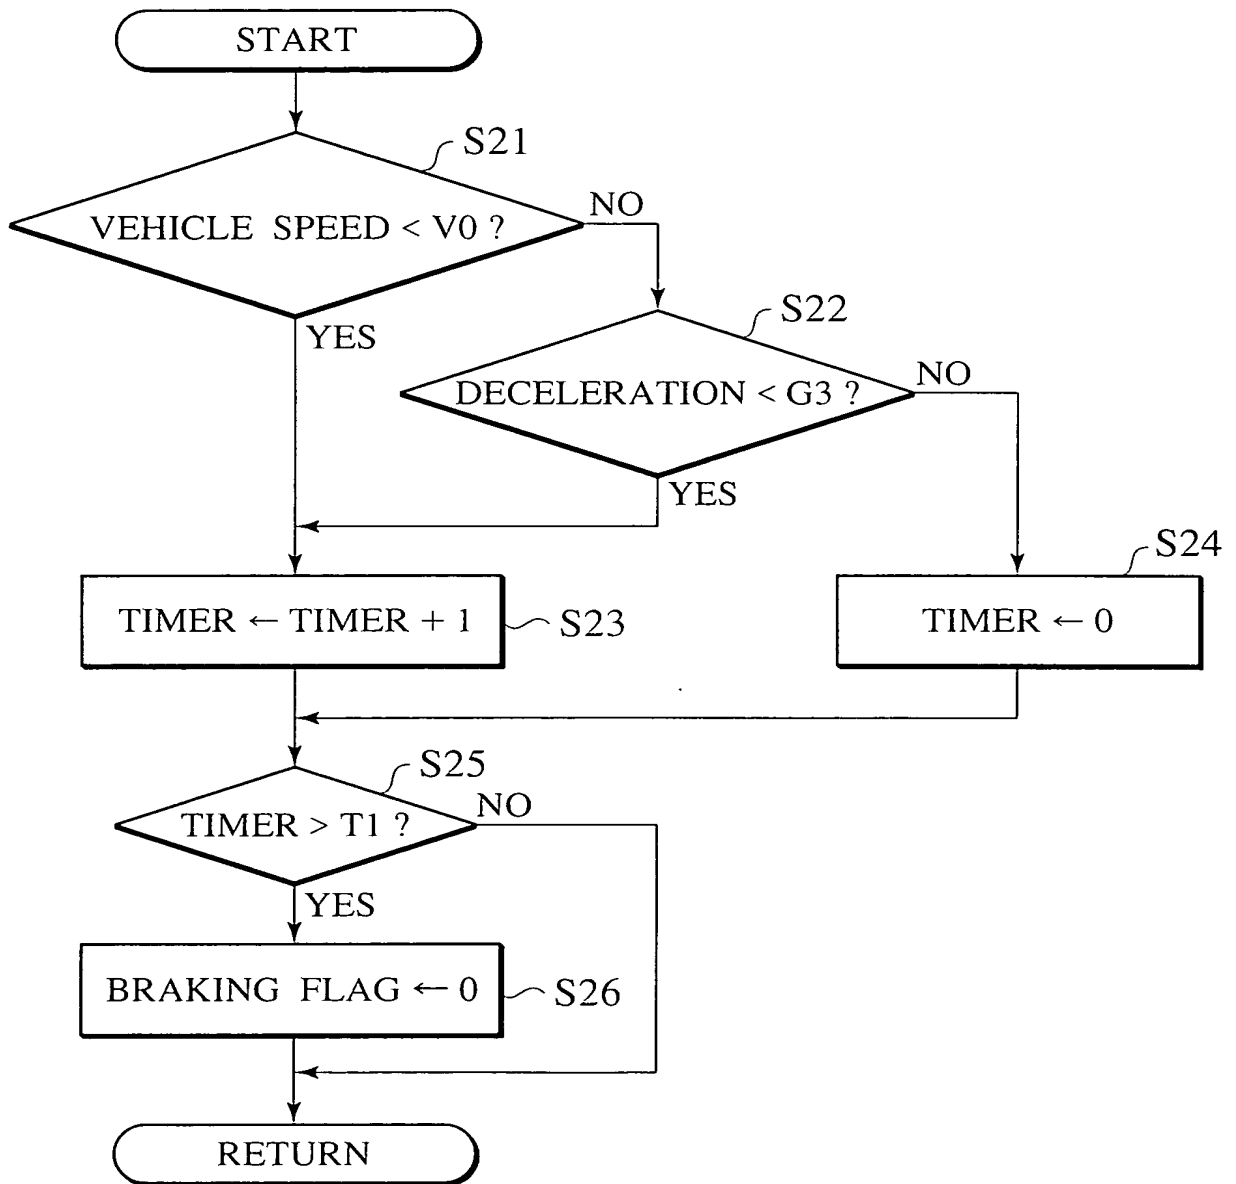 START
S21
VEHICLE SPEED < V0 ?
NO
YES
S22
DECELERATION < G3 ?
NO
YES
TIMER ← TIMER + 1
S23
S24
TIMER ← 0
S25
TIMER > T1 ?
NO
YES
BRAKING FLAG ← 0
S26
RETURN